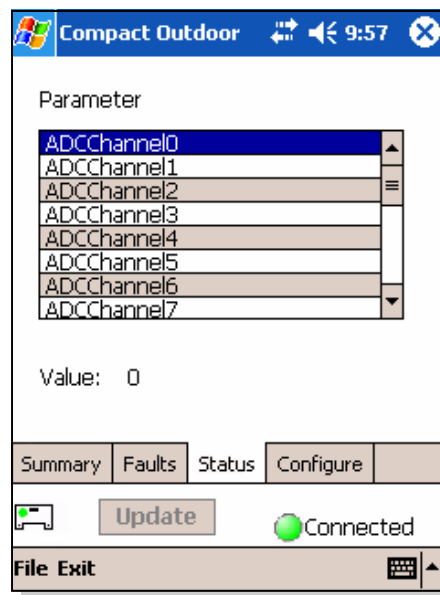 Compact Outdoor 9:57
Parameter
ADCChannel0
ADCChannel1
ADCChannel2
ADCChannel3
ADCChannel4
ADCChannel5
ADCChannel6
ADCChannel7
Value: 0
Summary Faults Status Configure
Update Connected
File Exit